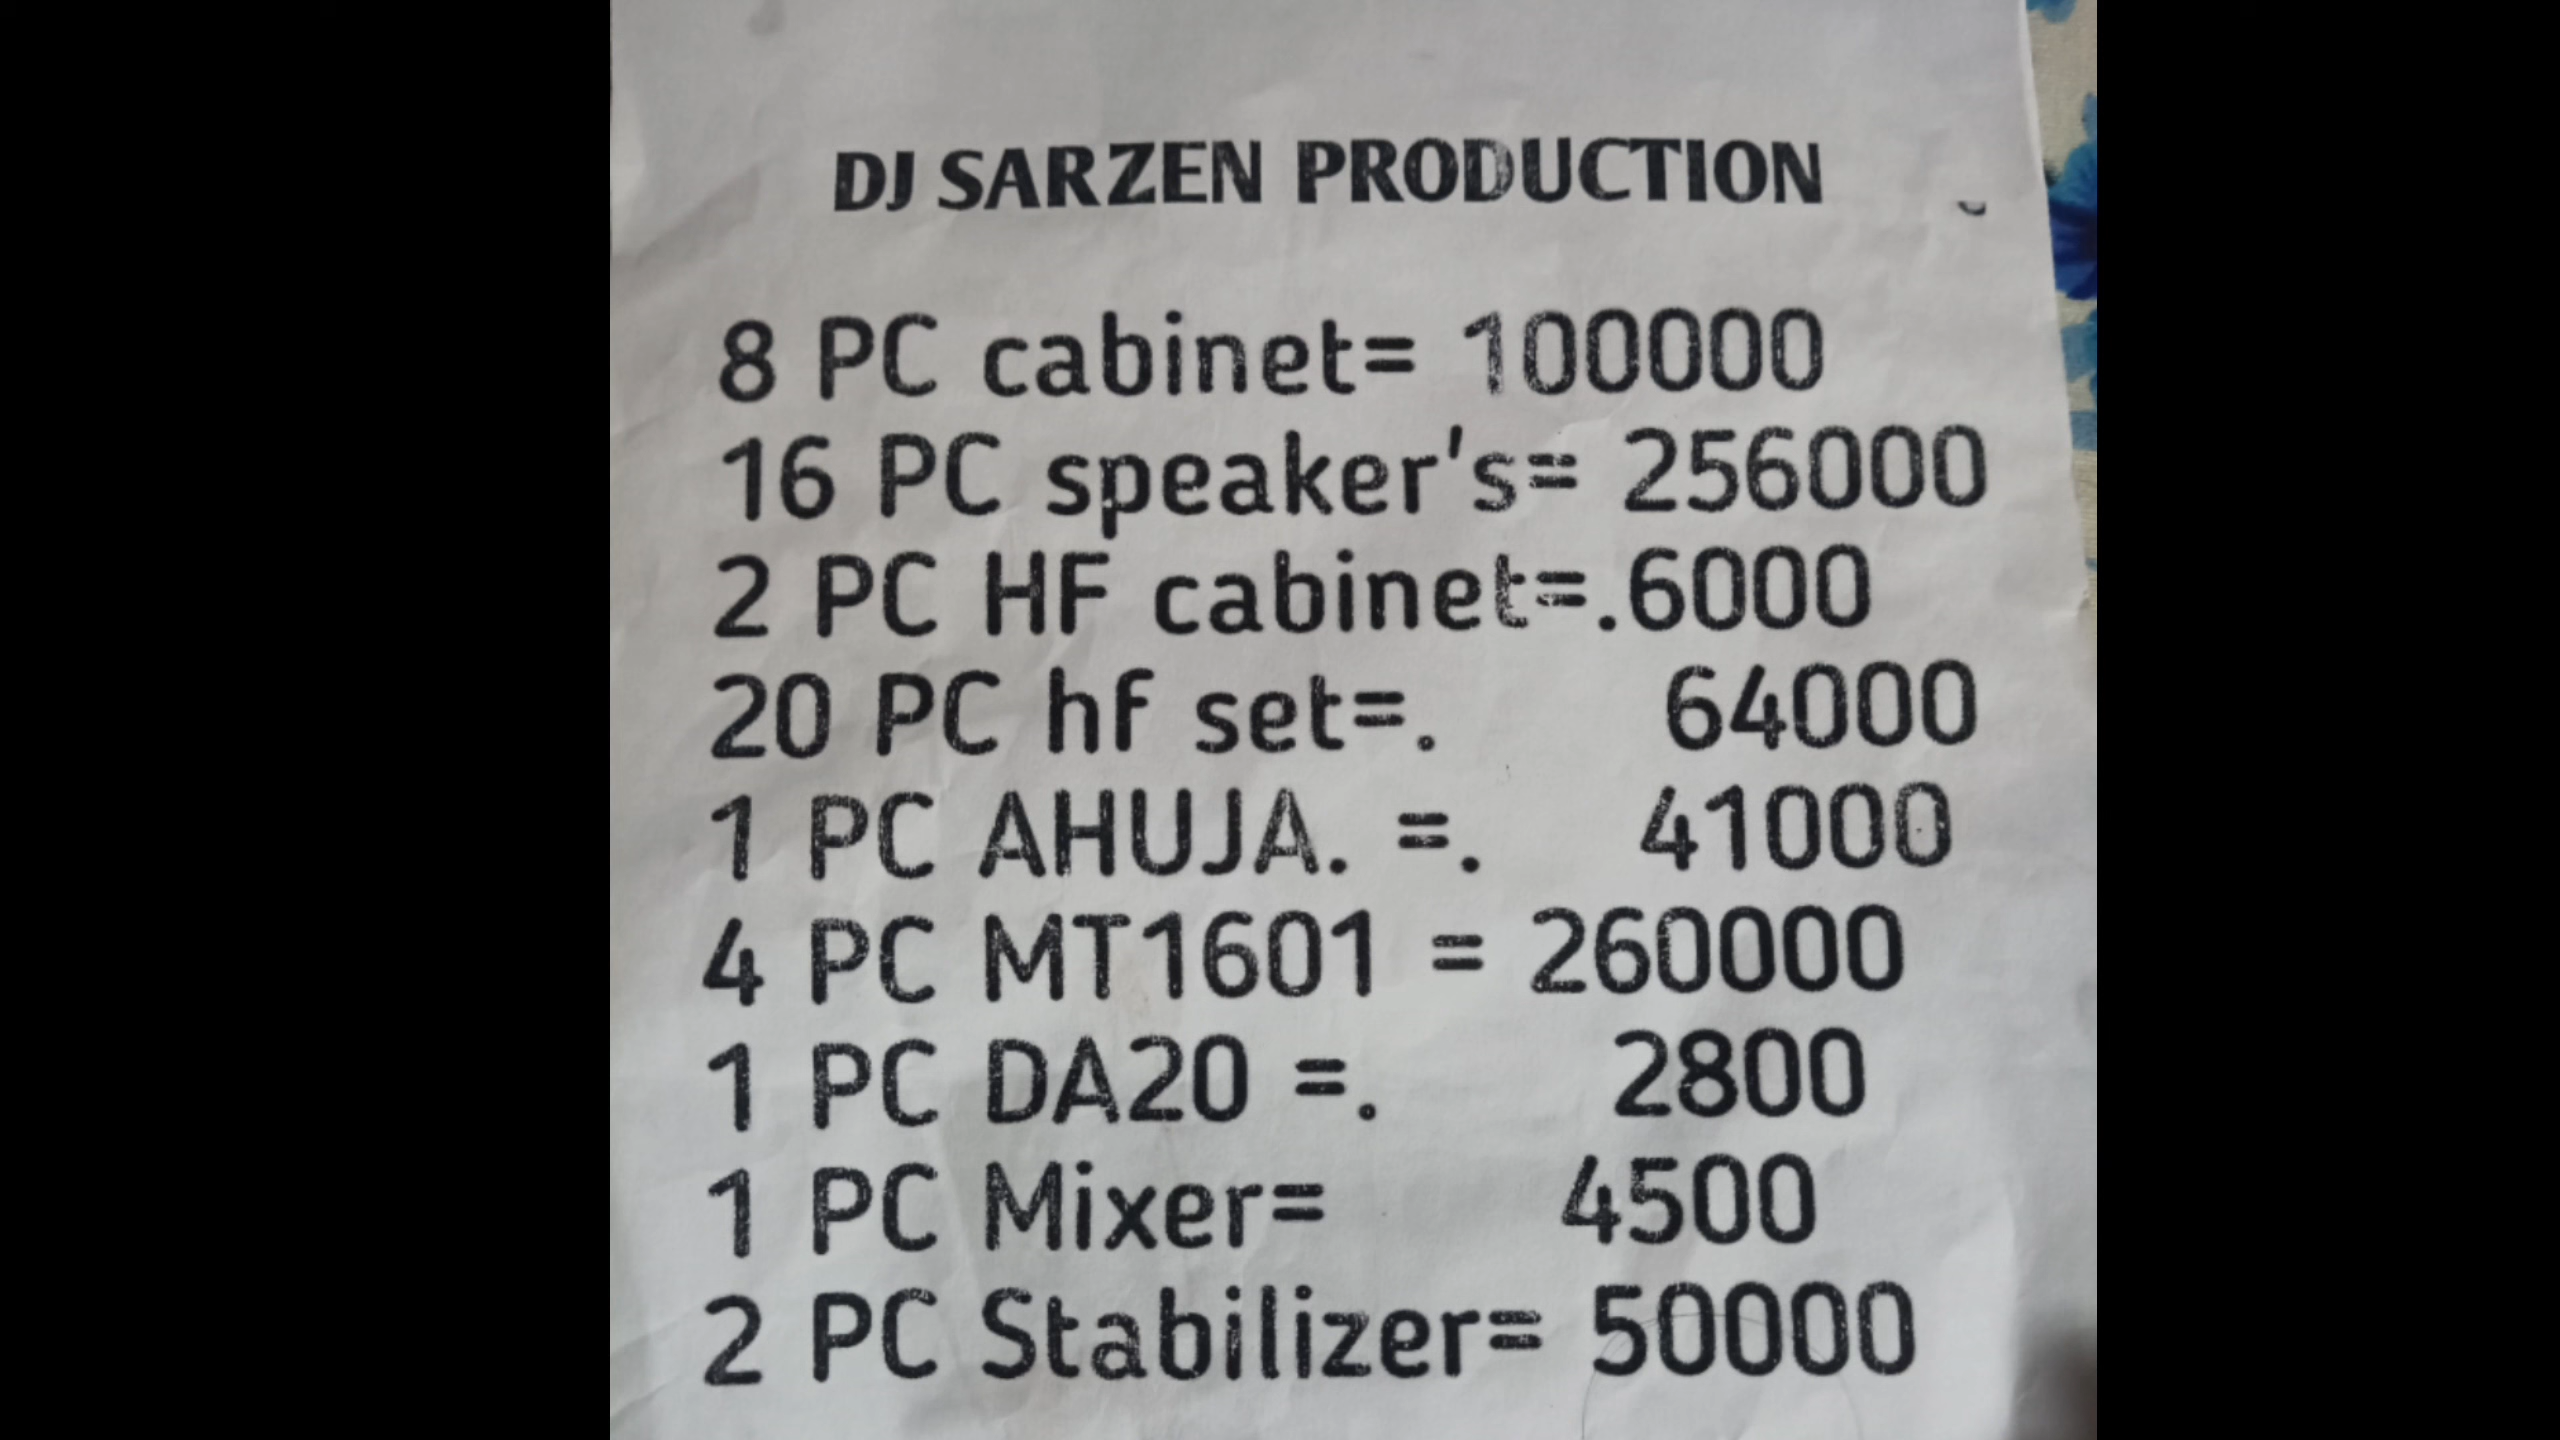 DJ SARZEN PRODUCTION
8 PC cabinet= 100000
16 PC speaker's= 256000
2 PC HF cabinet=.6000
20 PC hf set=. 64000
1 PC AHUJA. =. 41000
4 PC MT1601 = 260000
1 PC DA20 =. 2800
1 PC Mixer= 4500
2 PC Stabilizer= 50000